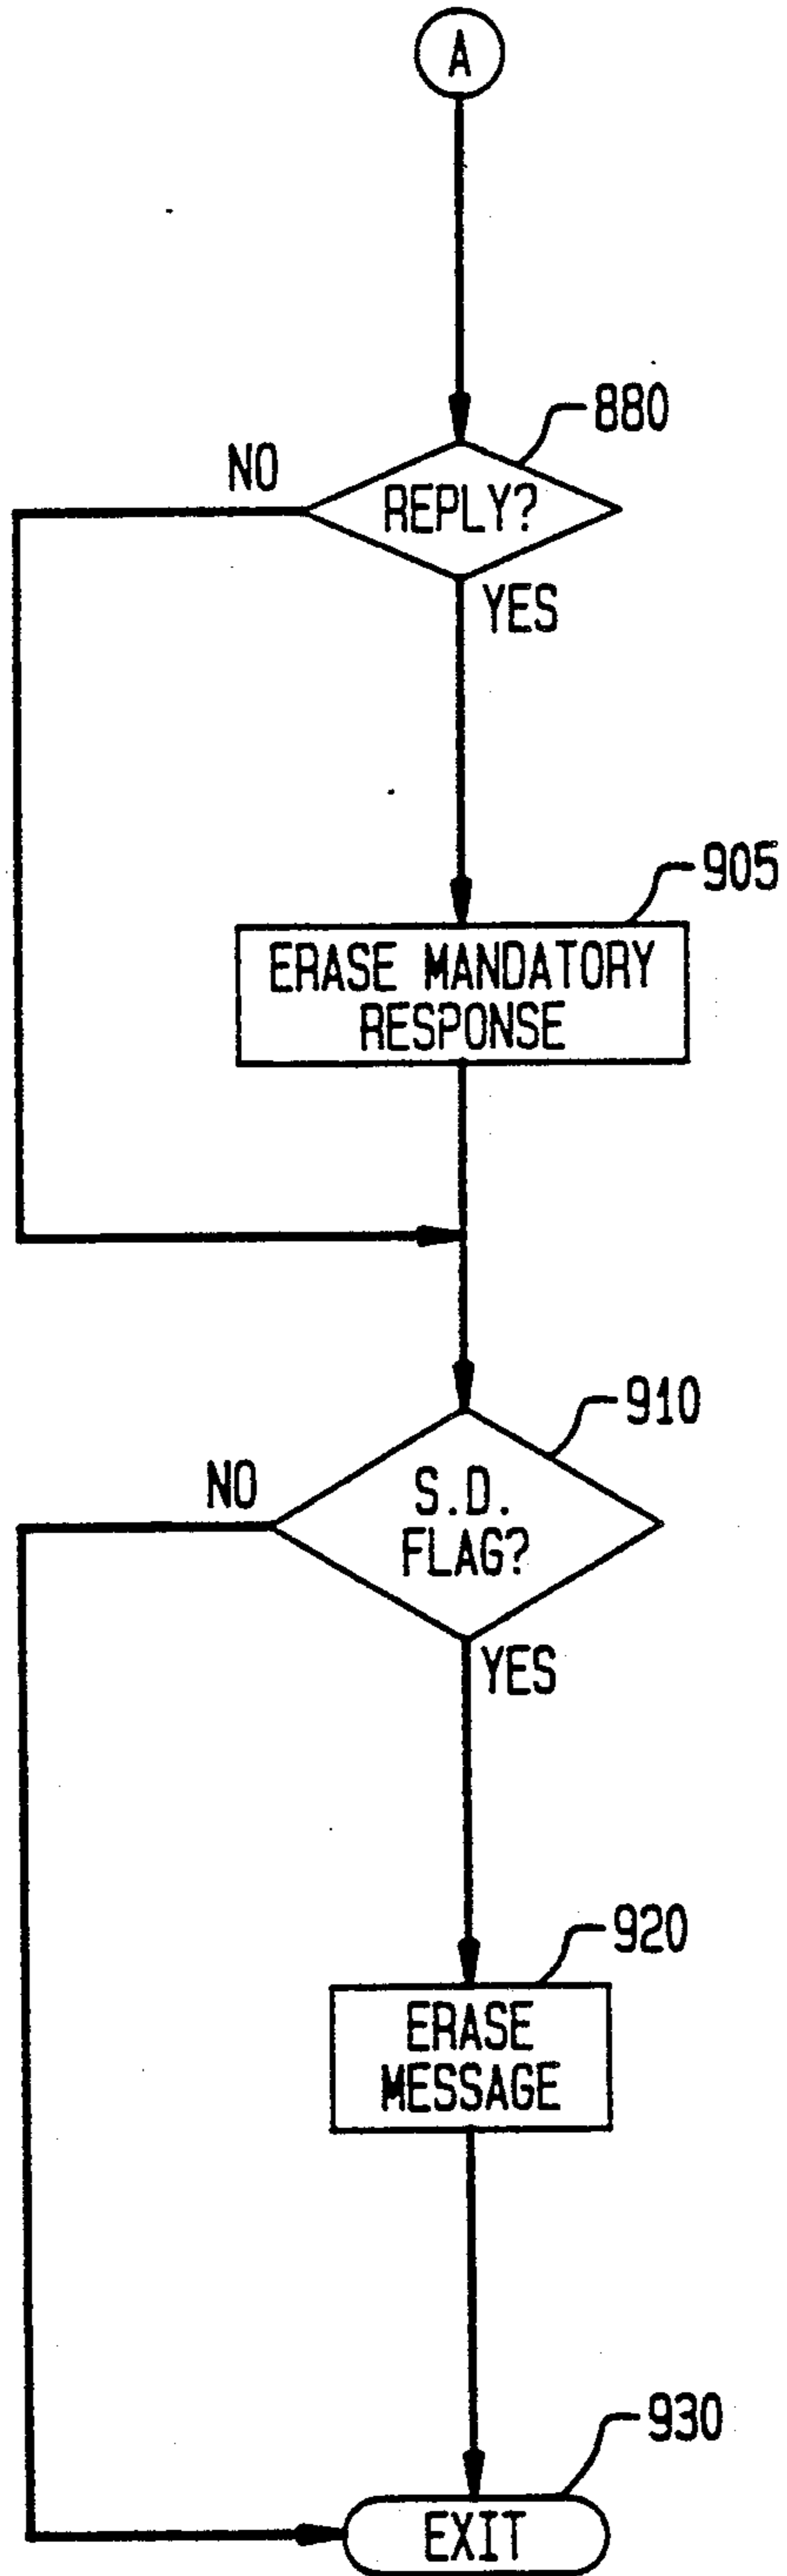 A
880
NO
REPLY?
YES
905
ERASE MANDATORY
RESPONSE
910
NO
S.D.
FLAG?
YES
920
ERASE
MESSAGE
930
EXIT